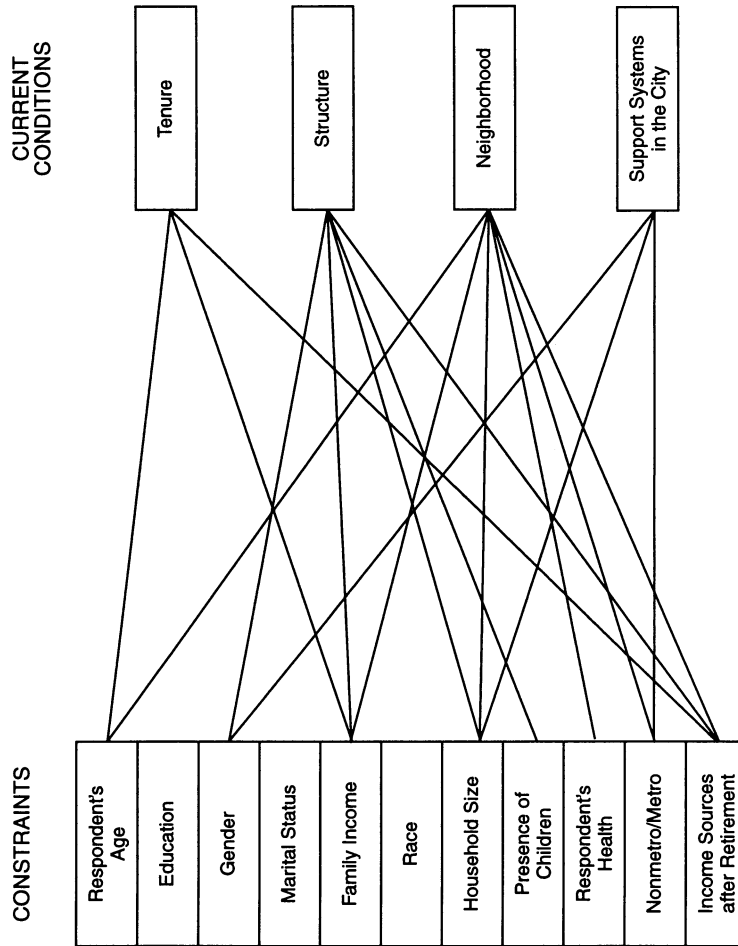 CONSTRAINTS
Respondent's
Age
Education
Gender
Marital Status
Family Income
Race
Household Size
Presence of
Children
Respondent's
Health
Nonmetro/Metro
Income Sources
after Retirement
CURRENT
CONDITIONS
Tenure
Structure
Neighborhood
Support Systems
in the City